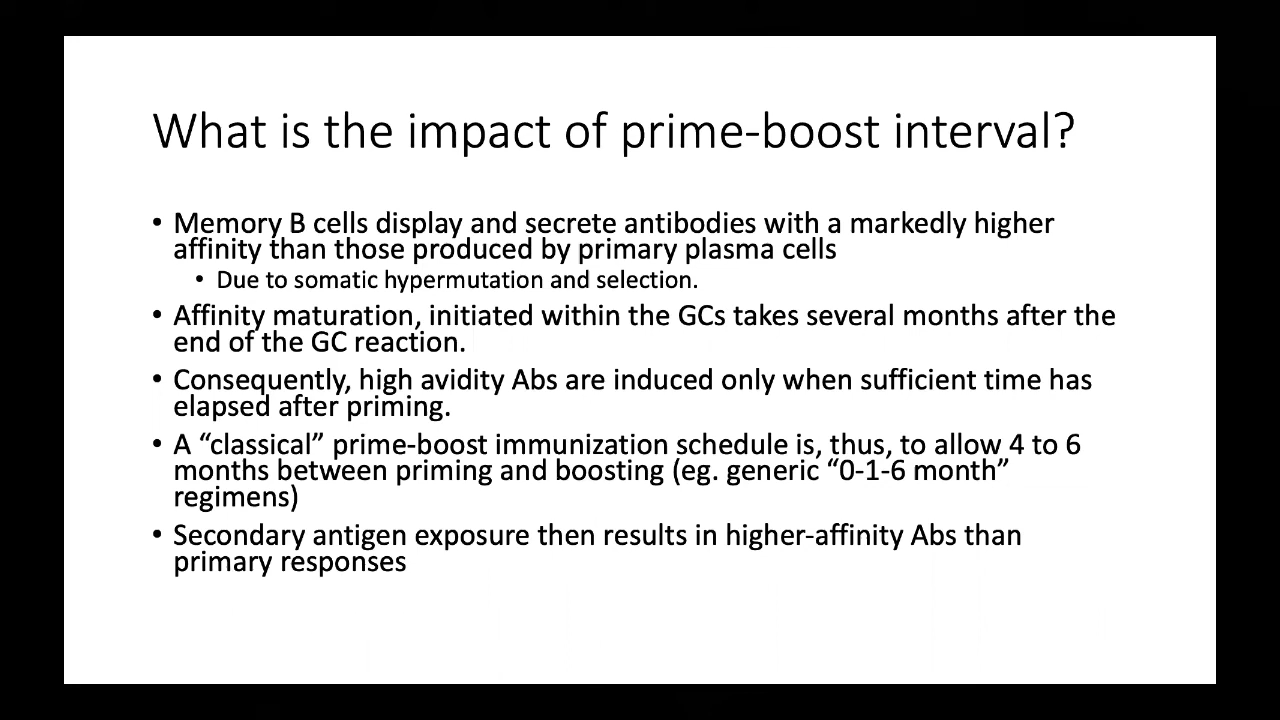 What is the impact of prime-boost interval?
• Memory B cells display and secrete antibodies with a markedly higher
affinity than those produced by primary plasma cells
• Due to somatic hypermutation and selection.
• Affinity maturation, initiated within the GCs takes several months after the
end of the GC reaction.
• Consequently, high avidity Abs are induced only when sufficient time has
elapsed after priming.
• A “classical” prime-boost immunization schedule is, thus, to allow 4 to 6
months between priming and boosting (eg. generic “0-1-6 month”
regimens)
• Secondary antigen exposure then results in higher-affinity Abs than
primary responses